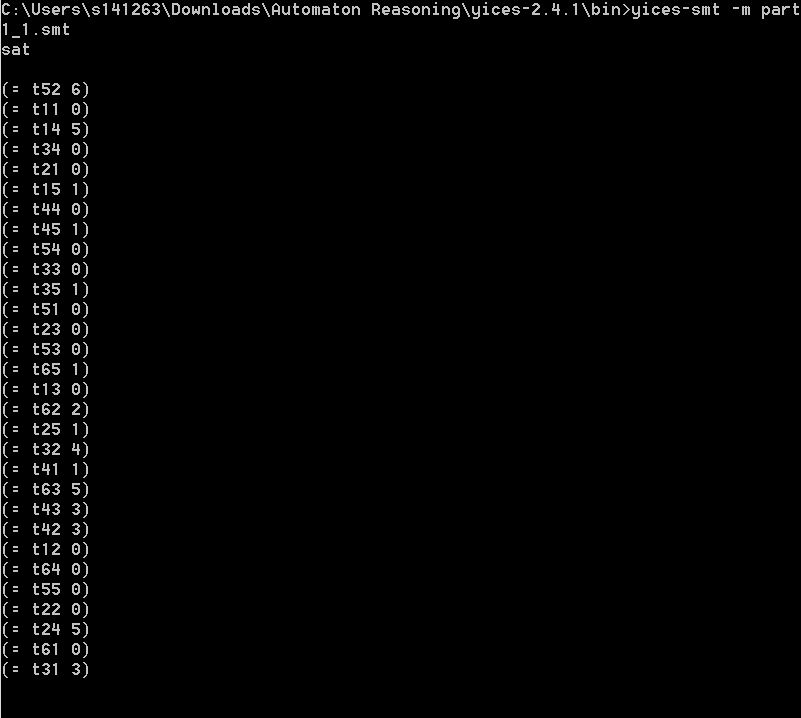 C:\Users\s141263\Downloads\Automaton Reasoning\yices-2.4.1\bin>yices-smt -m part
1_1.smt
sat
(= t52 6)
(= t11 0)
(= t14 5)
(= t34 0)
(= t21 0)
(= t15 1)
(= t44 0)
(= t45 1)
(= t54 0)
(= t33 0)
(= t35 1)
(= t51 0)
(= t23 0)
(= t53 0)
(= t65 1)
(= t13 0)
(= t62 2)
(= t25 1)
(= t32 4)
(= t41 1)
(= t63 5)
(= t43 3)
(= t42 3)
(= t12 0)
(= t64 0)
(= t55 0)
(= t22 0)
(= t24 5)
(= t61 0)
(= t31 3)